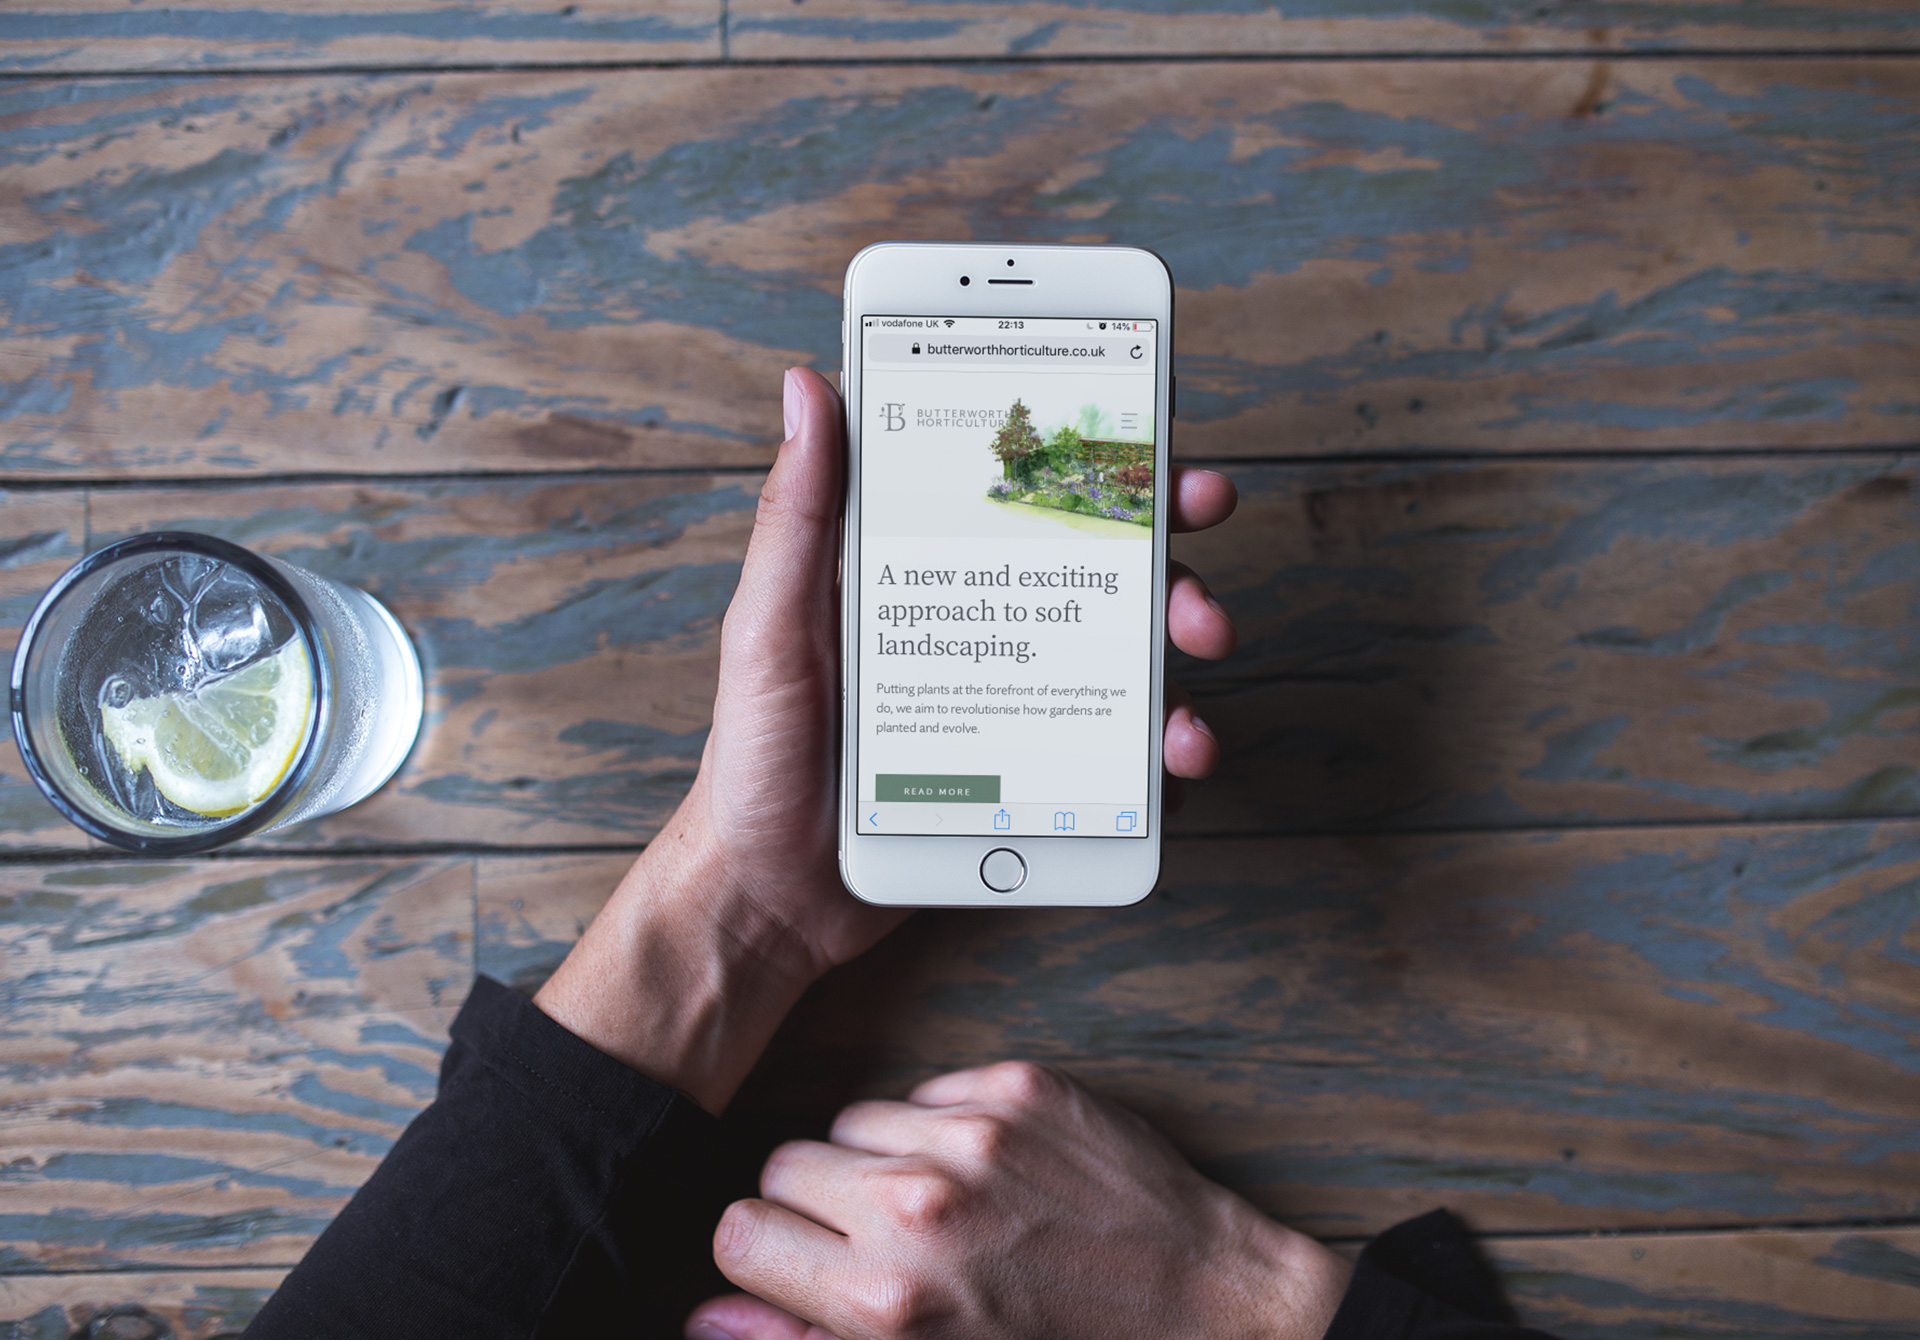 vodafone UK 22:13 14%
butterworthhorticulture.co.uk
BUTTERWORTH
HORTICULTURE
A new and exciting
approach to soft
landscaping.
Putting plants at the forefront of everything we
do, we aim to revolutionise how gardens are
planted and evolve.
READ MORE